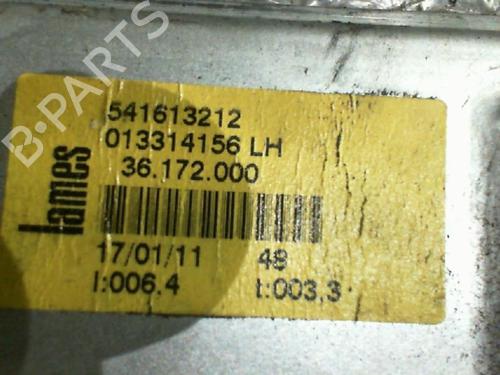 B-PARTS
lames
541613212
013314156 LH
36.172.000
17/01/11 48
I:006.4 t:003,3